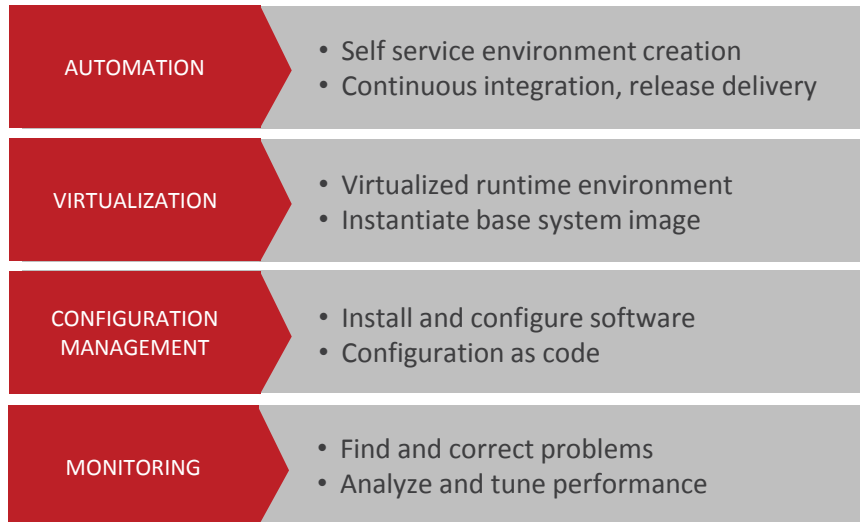 AUTOMATION
• Self service environment creation
• Continuous integration, release delivery
VIRTUALIZATION
• Virtualized runtime environment
• Instantiate base system image
CONFIGURATION
MANAGEMENT
• Install and configure software
• Configuration as code
MONITORING
• Find and correct problems
• Analyze and tune performance